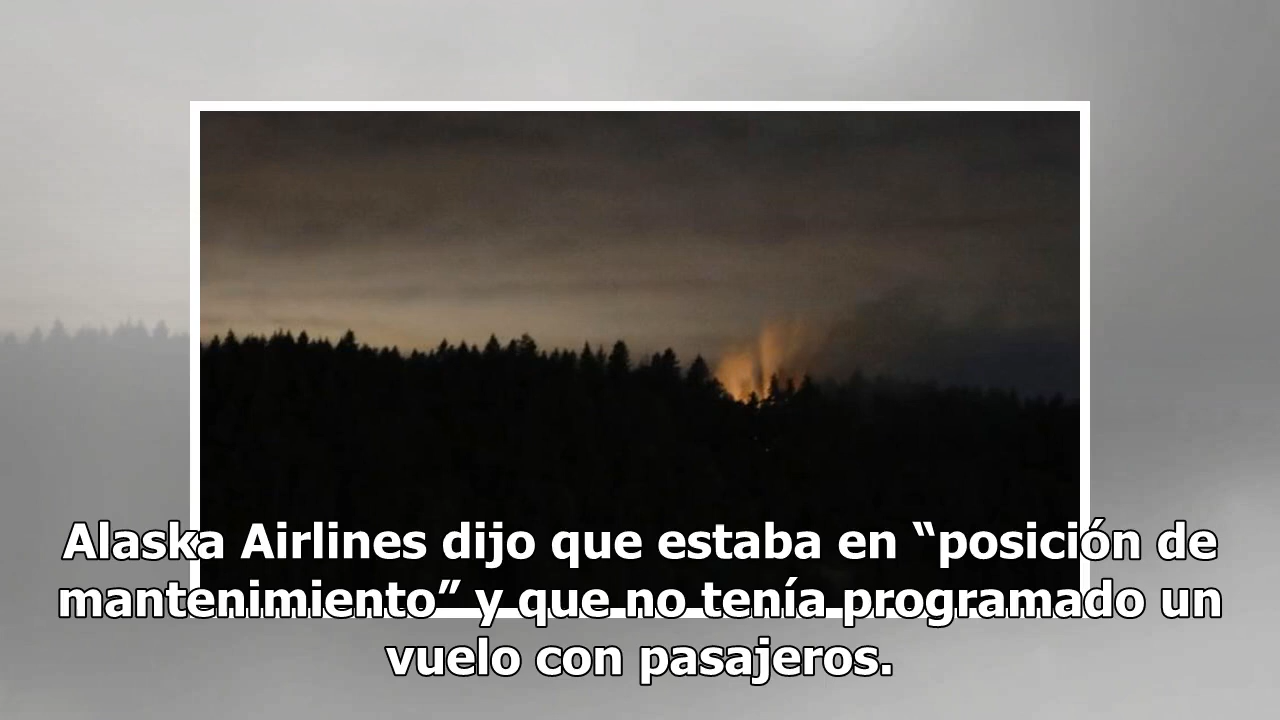 Alaska Airlines dijo que estaba en “posición de
mantenimiento” y que no tenía programado un
vuelo con pasajeros.